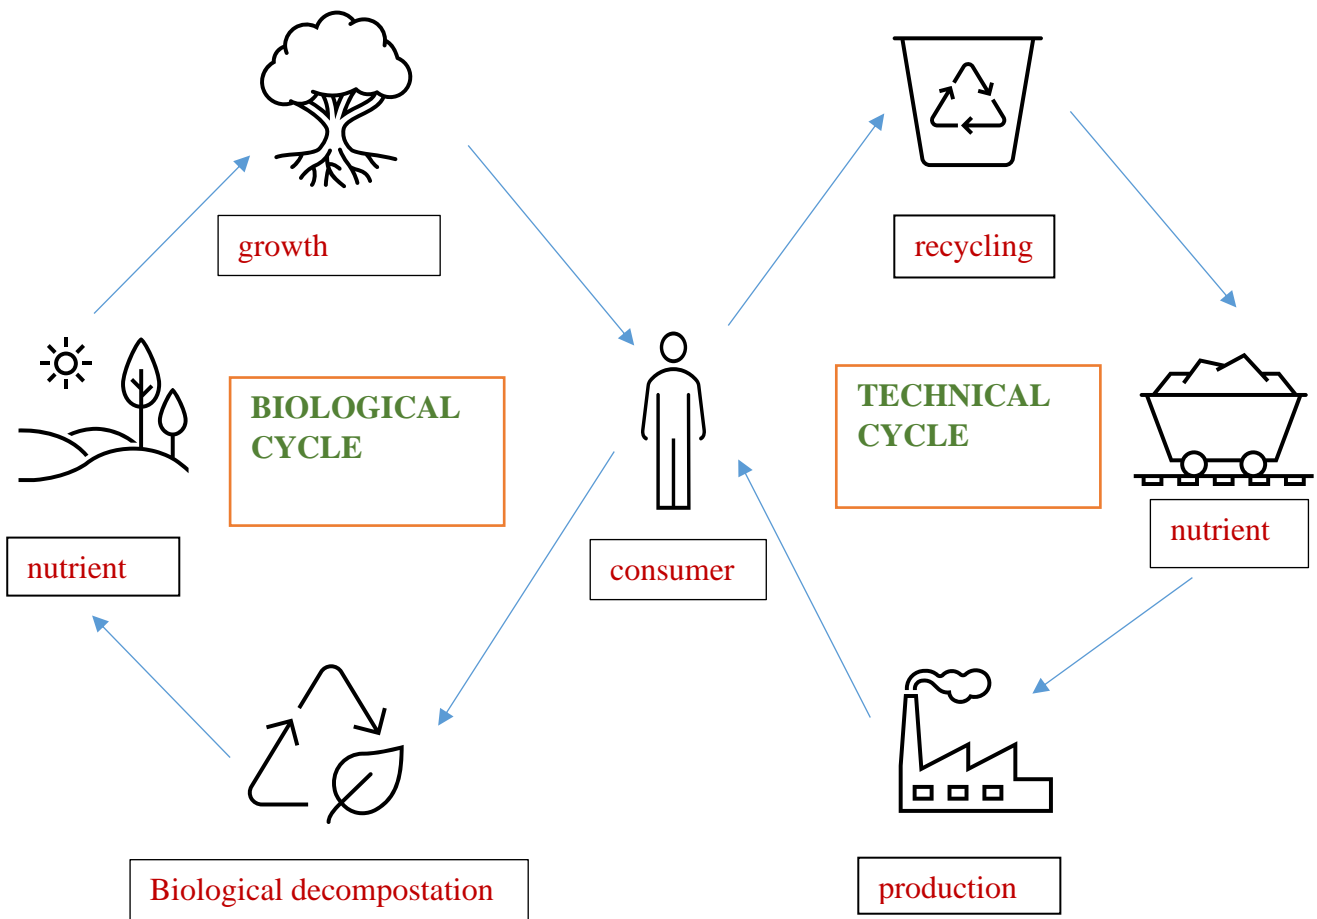 growth
recycling
BIOLOGICAL
CYCLE
TECHNICAL
CYCLE
nutrient
consumer
nutrient
Biological decompostation
production